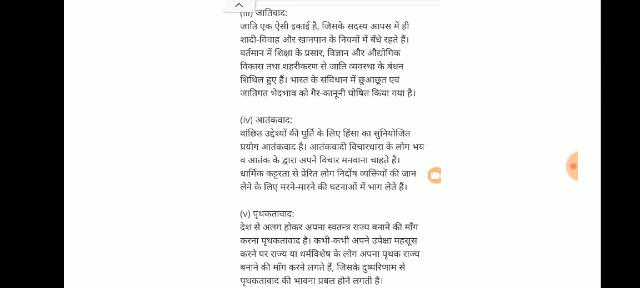 (iii) जातिवाद:
जाति एक ऐसी इकाई है, जिसके सदस्य आपस में ही
शादी-विवाह और खानपान के नियमों में बँधे रहते हैं।
वर्तमान में शिक्षा के प्रसार, विज्ञान और औद्योगिक
विकास तथा शहरीकरण से जाति व्यवस्था के बंधन
शिथिल हुए हैं। भारत के संविधान में छुआछूत एवं
जातिगत भेदभाव को गैर-कानूनी घोषित किया गया है।
(iv) आतंकवाद:
वांछित उद्देश्यों की पूर्ति के लिए हिंसा का सुनियोजित
प्रयोग आतंकवाद है। आतंकवादी विचारधारा के लोग भय
व आतंक के द्वारा अपने विचार मनवाना चाहते हैं।
धार्मिक कट्टरता से प्रेरित लोग निर्दोष व्यक्तियों की जान
लेने के लिए मरने-मारने की घटनाओं में भाग लेते हैं।
(v) पृथकतावाद:
देश से अलग होकर अपना स्वतन्त्र राज्य बनाने की माँग
करना पृथकतावाद है। कभी-कभी अपने उपेक्षा महसूस
करने पर राज्य या धर्मविशेष के लोग अपना पृथक राज्य
बनाने की माँग करने लगते हैं, जिसके दुष्परिणाम से
पृथकतावाद की भावना प्रबल होने लगती है।